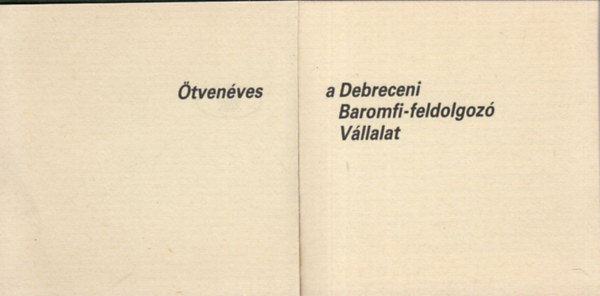 Ötvenéves a Debreceni
Baromfi-feldolgozó
Vállalat